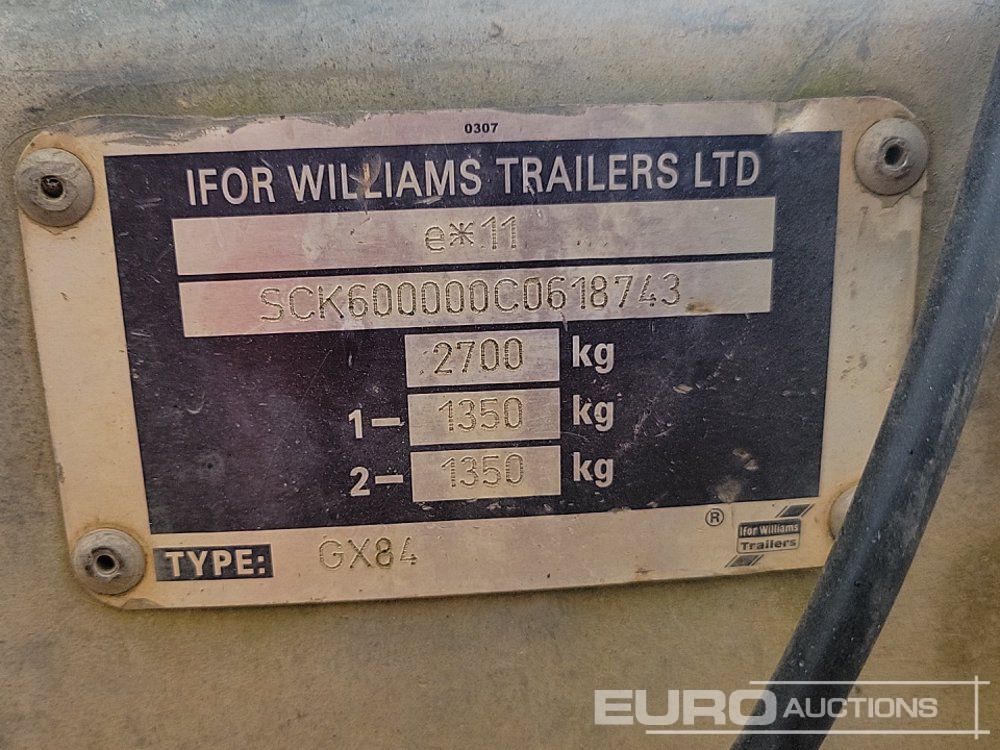 0307
IFOR WILLIAMS TRAILERS LTD
e*11
SCK600000C0618743
2700 kg
1– 1350 kg
2– 1350 kg
TYPE: GX84
®
Ifor Williams
Trailers
EURO AUCTIONS